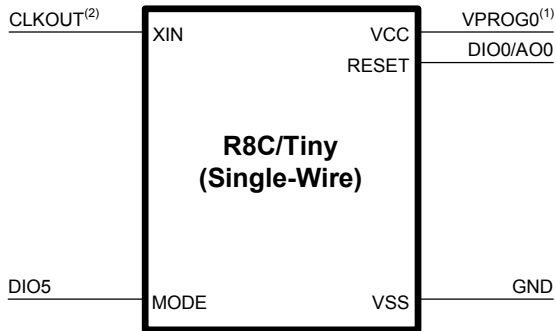 CLKOUT(2)
XIN
VCC
VPROG0(1)
RESET
DIO0/AO0
R8C/Tiny
(Single-Wire)
DIO5
MODE
VSS
GND